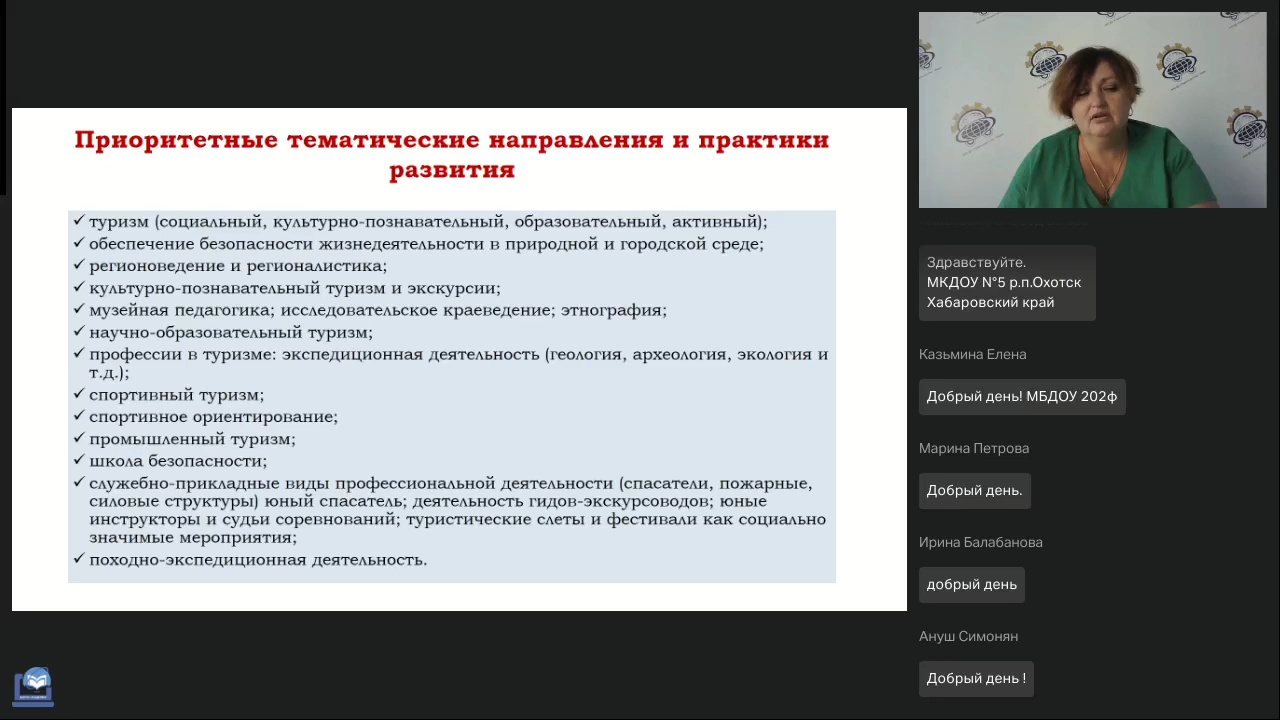 Приоритетные тематические направления и практики
развития
✓ туризм (социальный, культурно-познавательный, образовательный, активный);
✓ обеспечение безопасности жизнедеятельности в природной и городской среде;
✓ регионоведение и регионалистика;
✓ культурно-познавательный туризм и экскурсии;
✓ музейная педагогика; исследовательское краеведение; этнография;
✓ научно-образовательный туризм;
✓ профессии в туризме: экспедиционная деятельность (геология, археология, экология и
т.д.);
✓ спортивный туризм;
✓ спортивное ориентирование;
✓ промышленный туризм;
✓ школа безопасности;
✓ служебно-прикладные виды профессиональной деятельности (спасатели, пожарные,
силовые структуры) юный спасатель; деятельность гидов-экскурсоводов; юные
инструкторы и судьи соревнований; туристические слеты и фестивали как социально
значимые мероприятия;
✓ походно-экспедиционная деятельность.
Здравствуйте.
МКДОУ N°5 р.п.Охотск
Хабаровский край
Казьмина Елена
Добрый день! МБДОУ 202ф
Марина Петрова
Добрый день.
Ирина Балабанова
добрый день
Ануш Симонян
Добрый день !